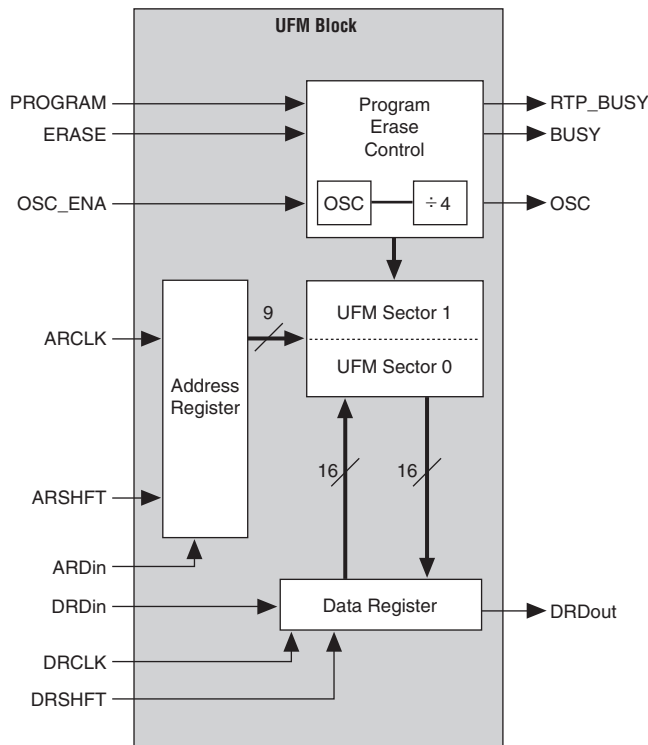 UFM Block
PROGRAM
ERASE
OSC_ENA
Program
Erase
Control
OSC
÷ 4
RTP_BUSY
BUSY
OSC
ARCLK
ARSHFT
ARDin
Address
Register
9
UFM Sector 1
UFM Sector 0
16
16
DRDin
DRCLK
DRSHFT
Data Register
DRDout